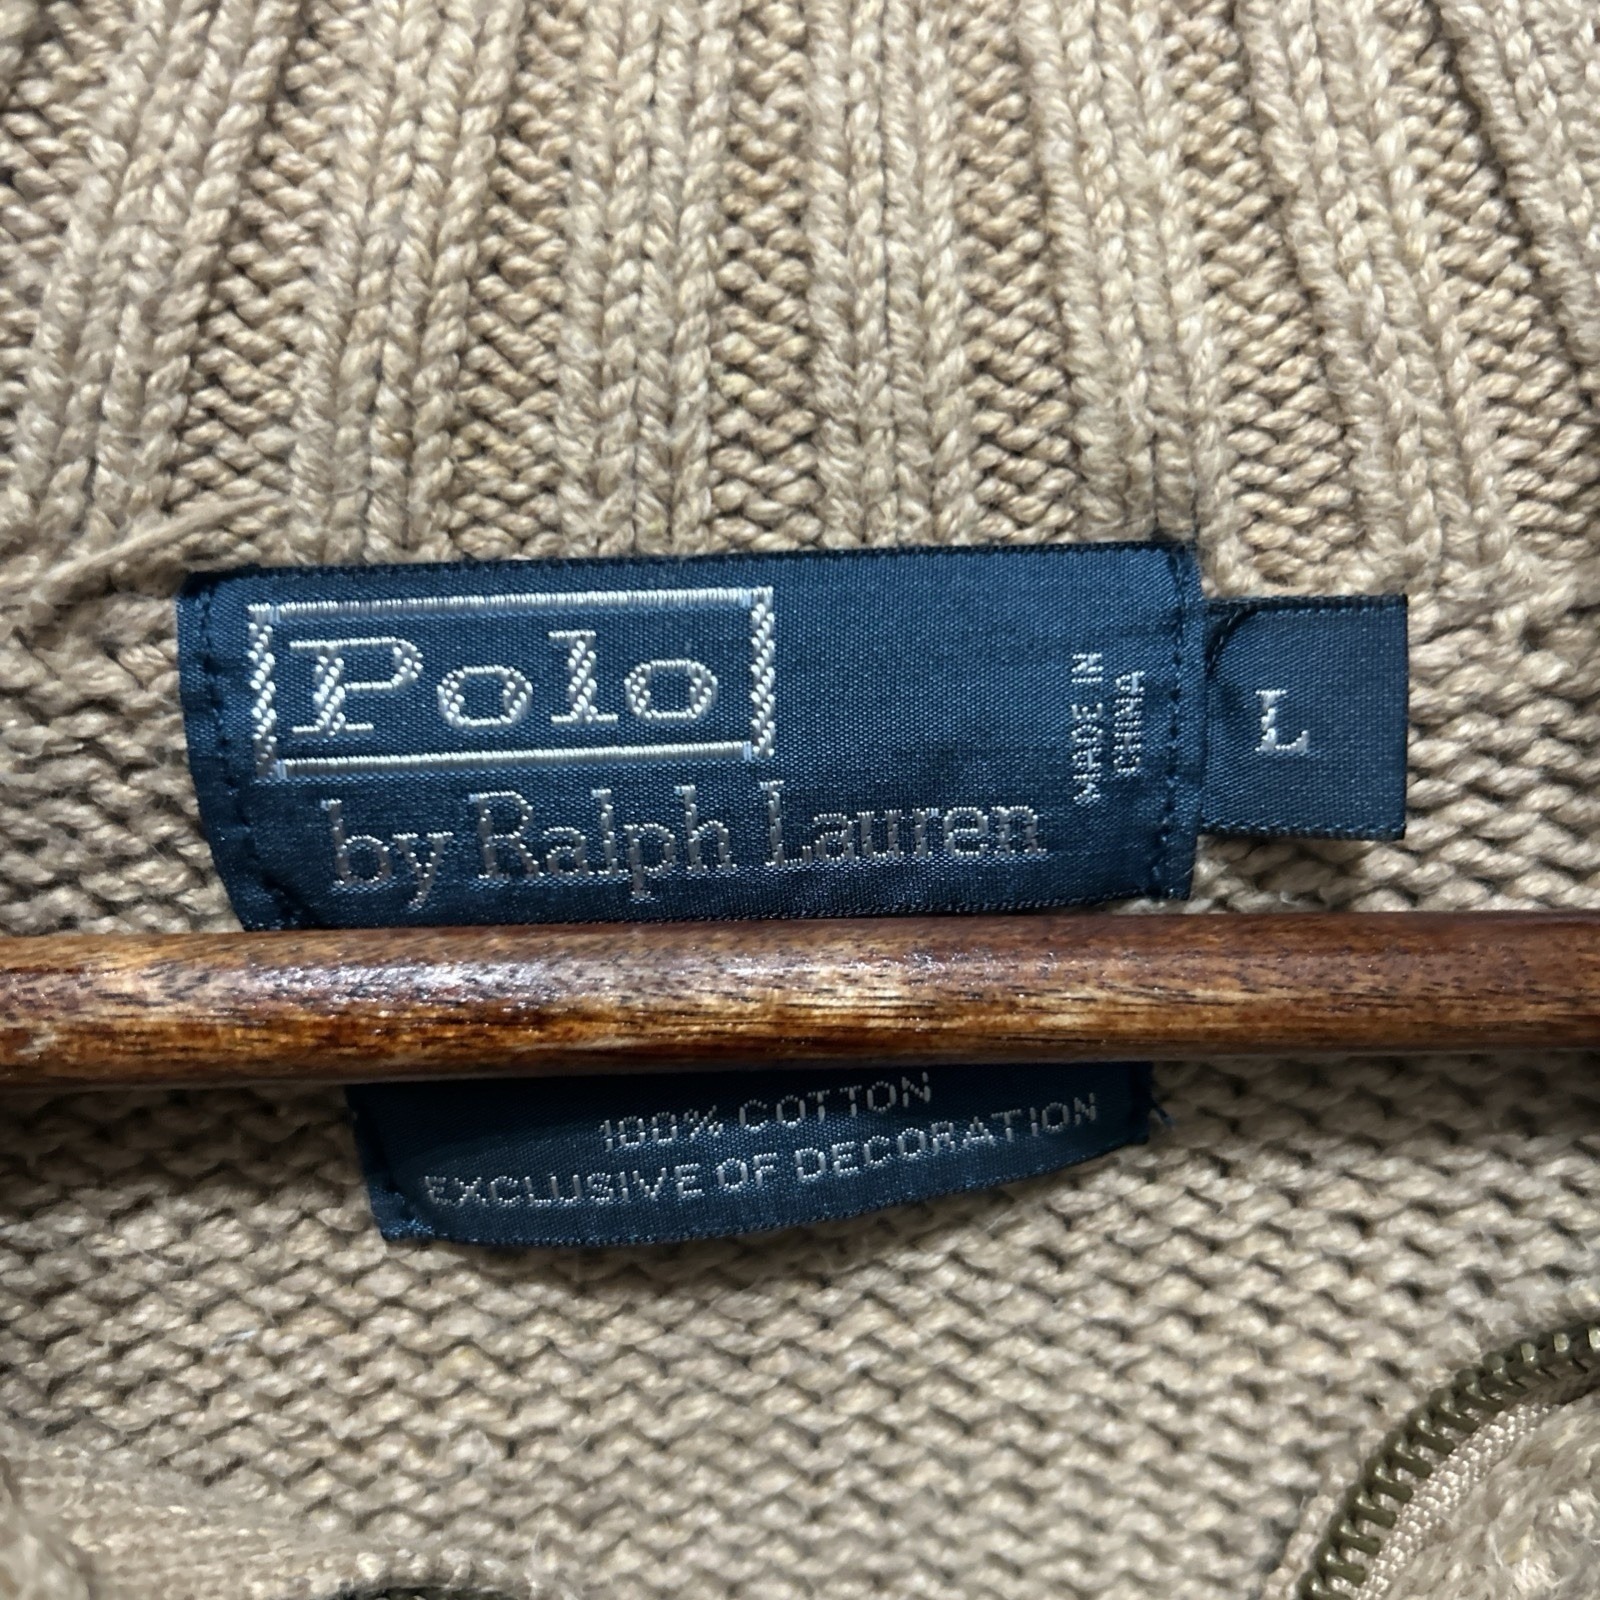 Polo
by Ralph Lauren
MADE IN
CHINA
L
100% COTTON
EXCLUSIVE OF DECORATION